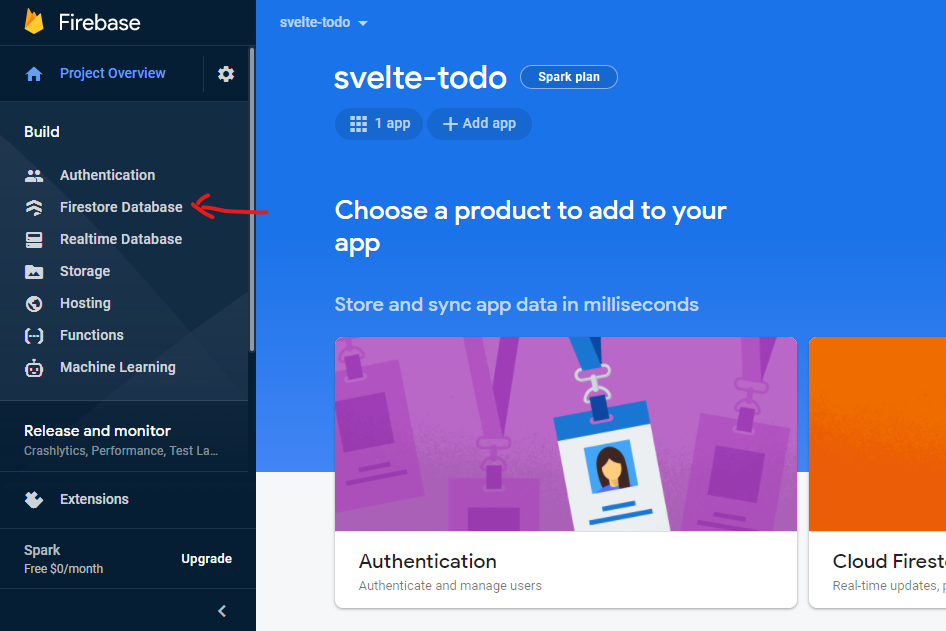 Firebase
Project Overview
Build
Authentication
Firestore Database
Realtime Database
Storage
Hosting
Functions
Machine Learning
Release and monitor
Crashlytics, Performance, Test La...
Extensions
Spark
Free $0/month
Upgrade
svelte-todo
svelte-todo
Spark plan
1 app
Add app
Choose a product to add to your
app
Store and sync app data in milliseconds
Authentication
Authenticate and manage users
Cloud Firest
Real-time updates,